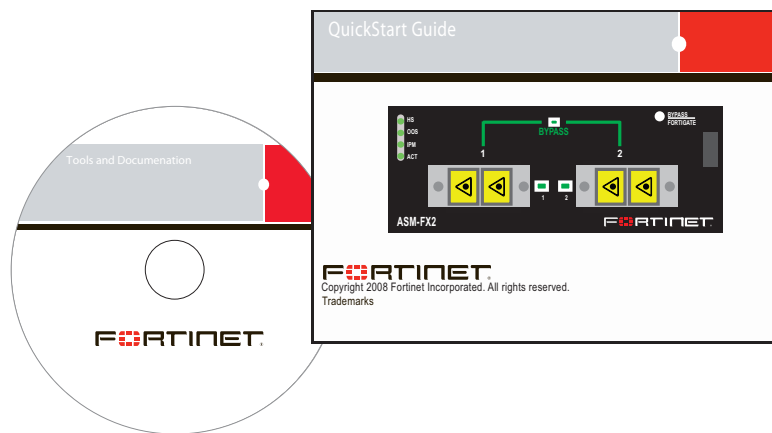 QuickStart Guide
HS
OOS
IPM
ACT
BYPASS
BYPASS
FORTIGATE
1
2
1
2
ASM-FX2
FORTINET.
FORTINET.
Copyright 2008 Fortinet Incorporated. All rights reserved.
Trademarks
Tools and Documenation
FORTINET.